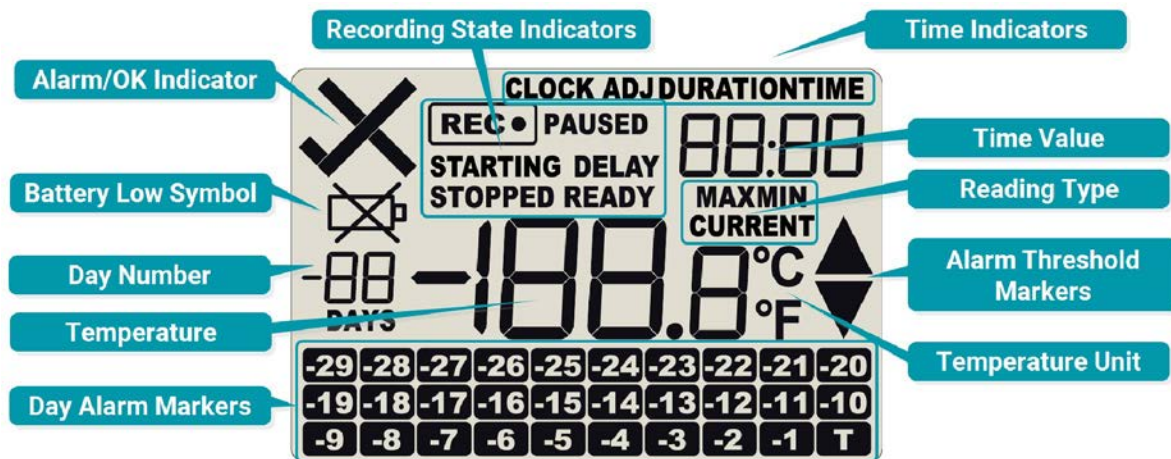 Recording State Indicators
Time Indicators
Alarm/OK Indicator
CLOCK ADJ DURATION TIME
REC ● PAUSED
88:88
Time Value
STARTING DELAY
Battery Low Symbol
STOPPED READY
MAX MIN
Reading Type
CURRENT
Day Number
-88
-188.8
°C
Alarm Threshold
Markers
Temperature
DAYS
°F
Temperature Unit
-29 -28 -27 -26 -25 -24 -23 -22 -21 -20
Day Alarm Markers
-19 -18 -17 -16 -15 -14 -13 -12 -11 -10
-9 -8 -7 -6 -5 -4 -3 -2 -1 T